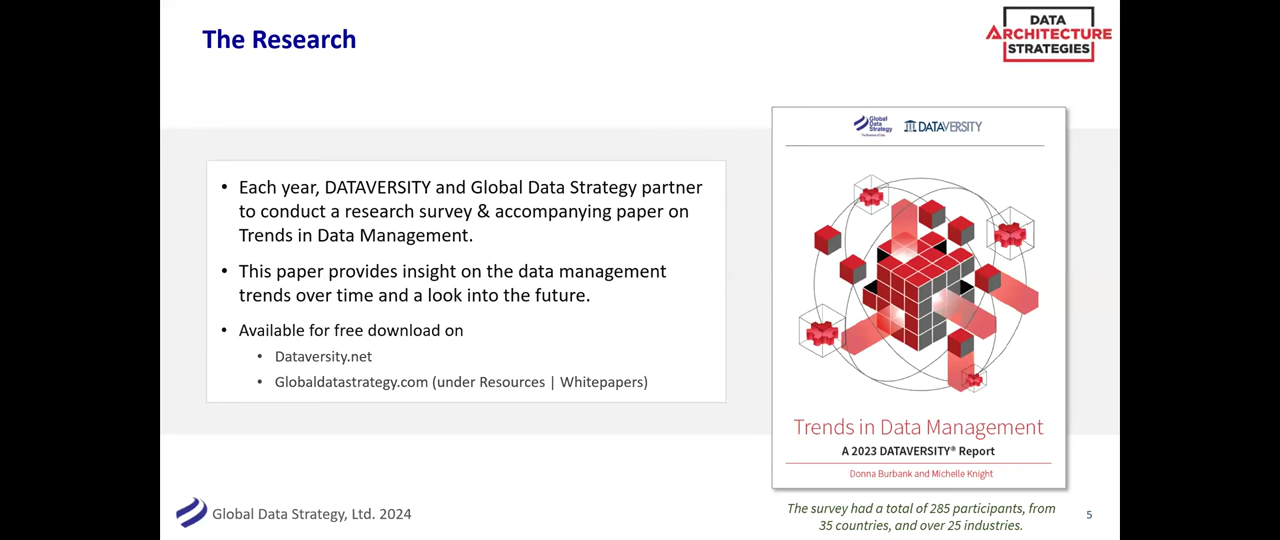 The Research
DATA
ARCHITECTURE
STRATEGIES
• Each year, DATAVERSITY and Global Data Strategy partner
to conduct a research survey & accompanying paper on
Trends in Data Management.
• This paper provides insight on the data management
trends over time and a look into the future.
• Available for free download on
• Dataversity.net
• Globaldatastrategy.com (under Resources | Whitepapers)
Global
Data
Strategy
DATAVERSITY
Trends in Data Management
A 2023 DATAVERSITY® Report
Donna Burbank and Michelle Knight
The survey had a total of 285 participants, from
35 countries, and over 25 industries.
Global Data Strategy, Ltd. 2024
5